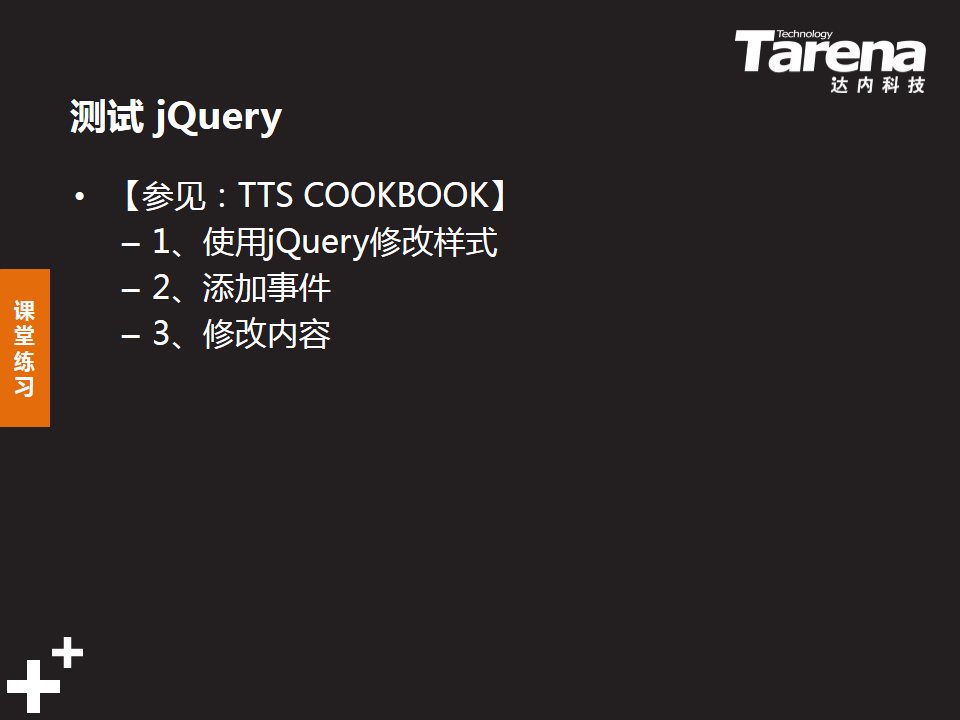 Technology
Tarena
达内科技
测试 jQuery
• 【参见：TTS COOKBOOK】
– 1、使用jQuery修改样式
– 2、添加事件
– 3、修改内容
课堂练习